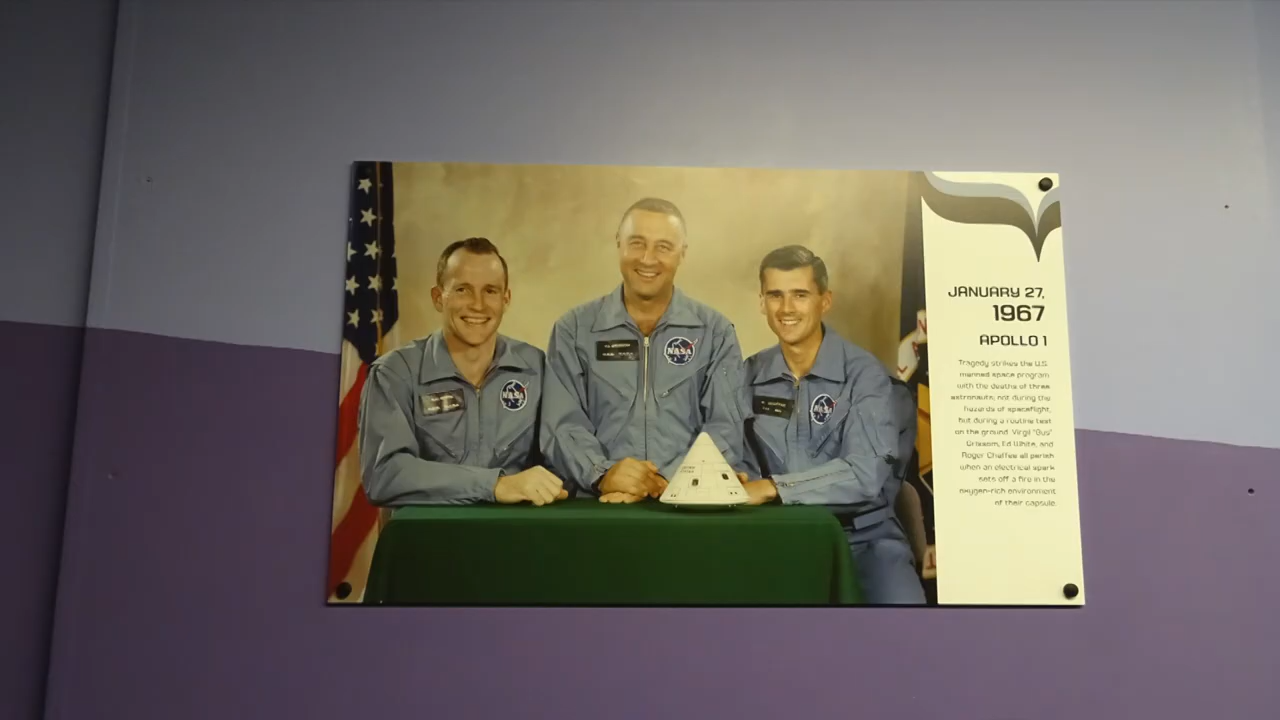 NASA
NASA
NASA
JANUARY 27,
1967
APOLLO 1
Tragedy strikes the U.S.
manned space program
with the deaths of three
astronauts; not during the
hazards of spaceflight,
but during a routine test
on the ground. Virgil "Gus"
Grissom, Ed White, and
Roger Chaffee all perish
when an electrical spark
sets off a fire in the
oxygen-rich environment
of their capsule.